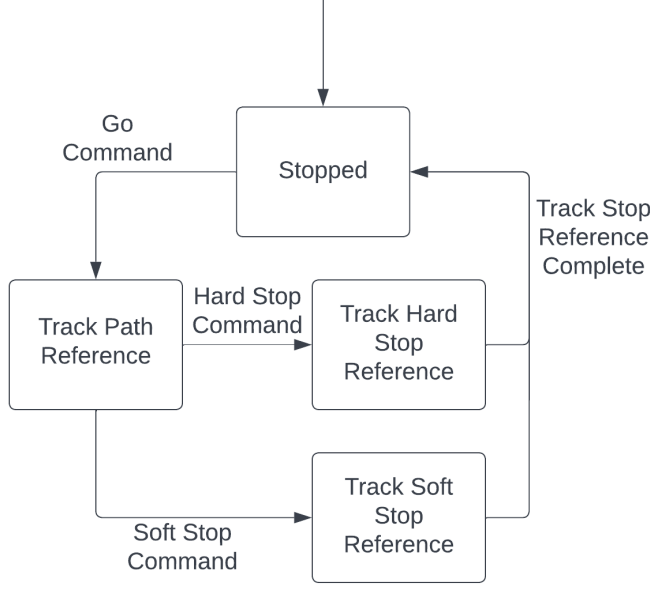 Go
Command
Stopped
Track Stop
Reference
Complete
Track Path
Reference
Hard Stop
Command
Track Hard
Stop
Reference
Track Soft
Stop
Reference
Soft Stop
Command